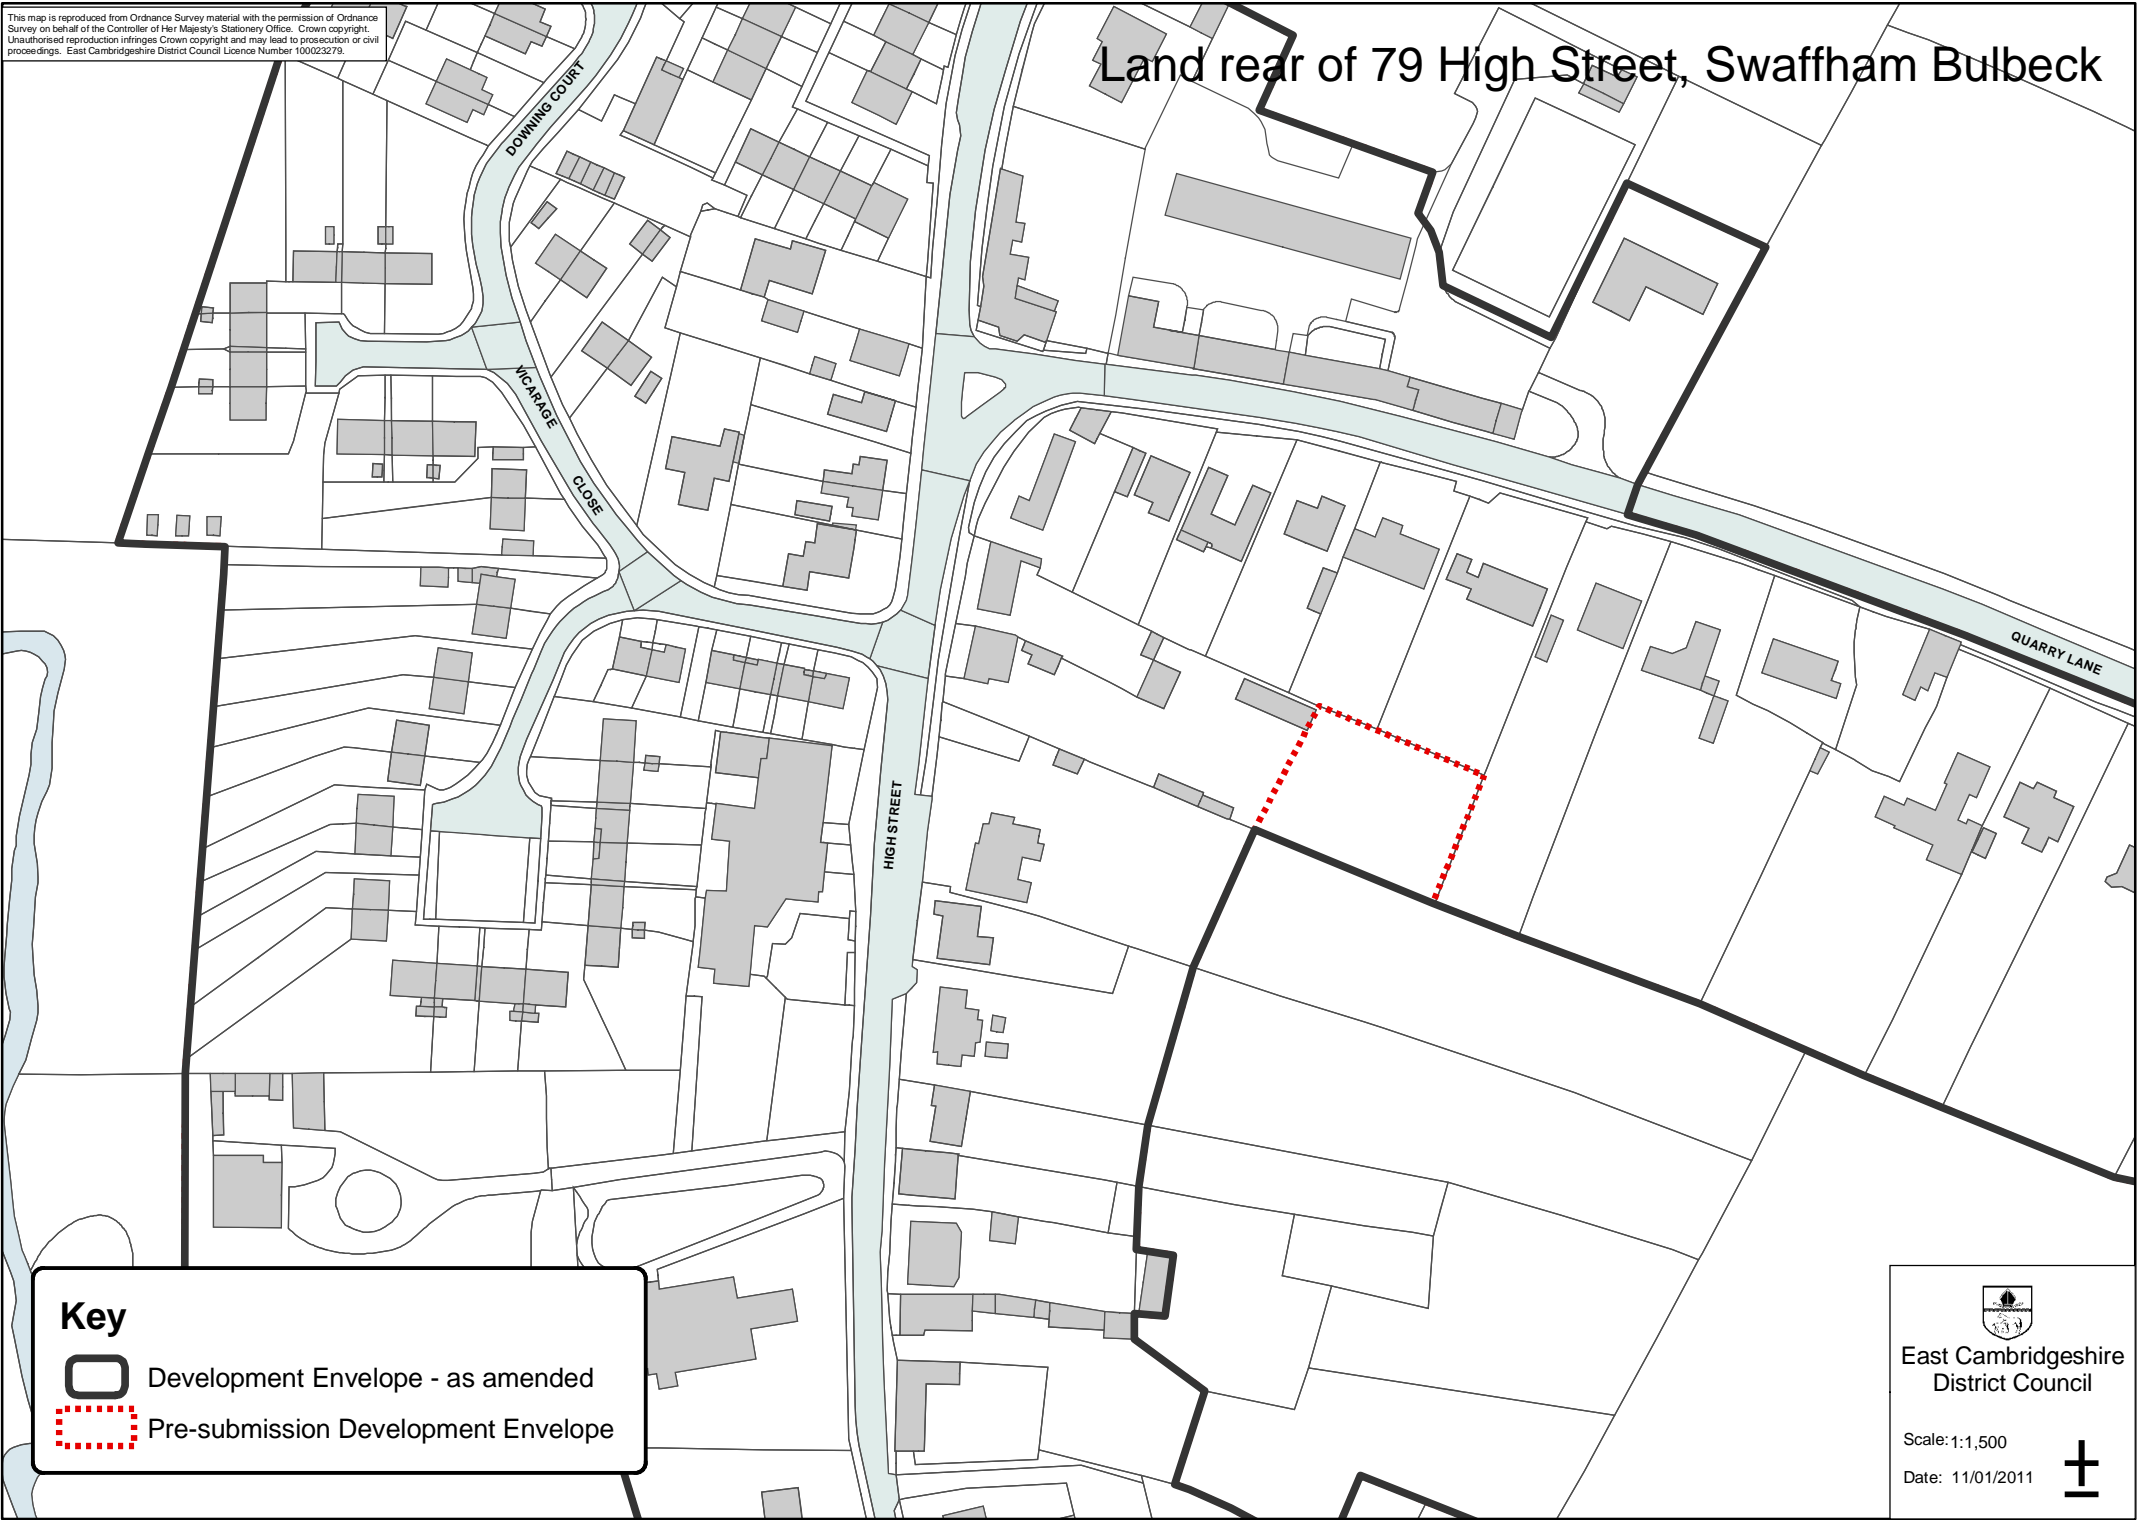 This map is reproduced from Ordnance Survey material with the permission of Ordnance
Survey on behalf of the Controller of Her Majesty's Stationery Office. Crown copyright.
Unauthorised reproduction infringes Crown copyright and may lead to prosecution or civil
proceedings. East Cambridgeshire District Council Licence Number 100023279.
Land rear of 79 High Street, Swaffham Bulbeck
DOWNING COURT
VICARAGE
CLOSE
QUARRY LANE
HIGH STREET
Key
Development Envelope - as amended
Pre-submission Development Envelope
East Cambridgeshire
District Council
Scale: 1:1,500
Date: 11/01/2011